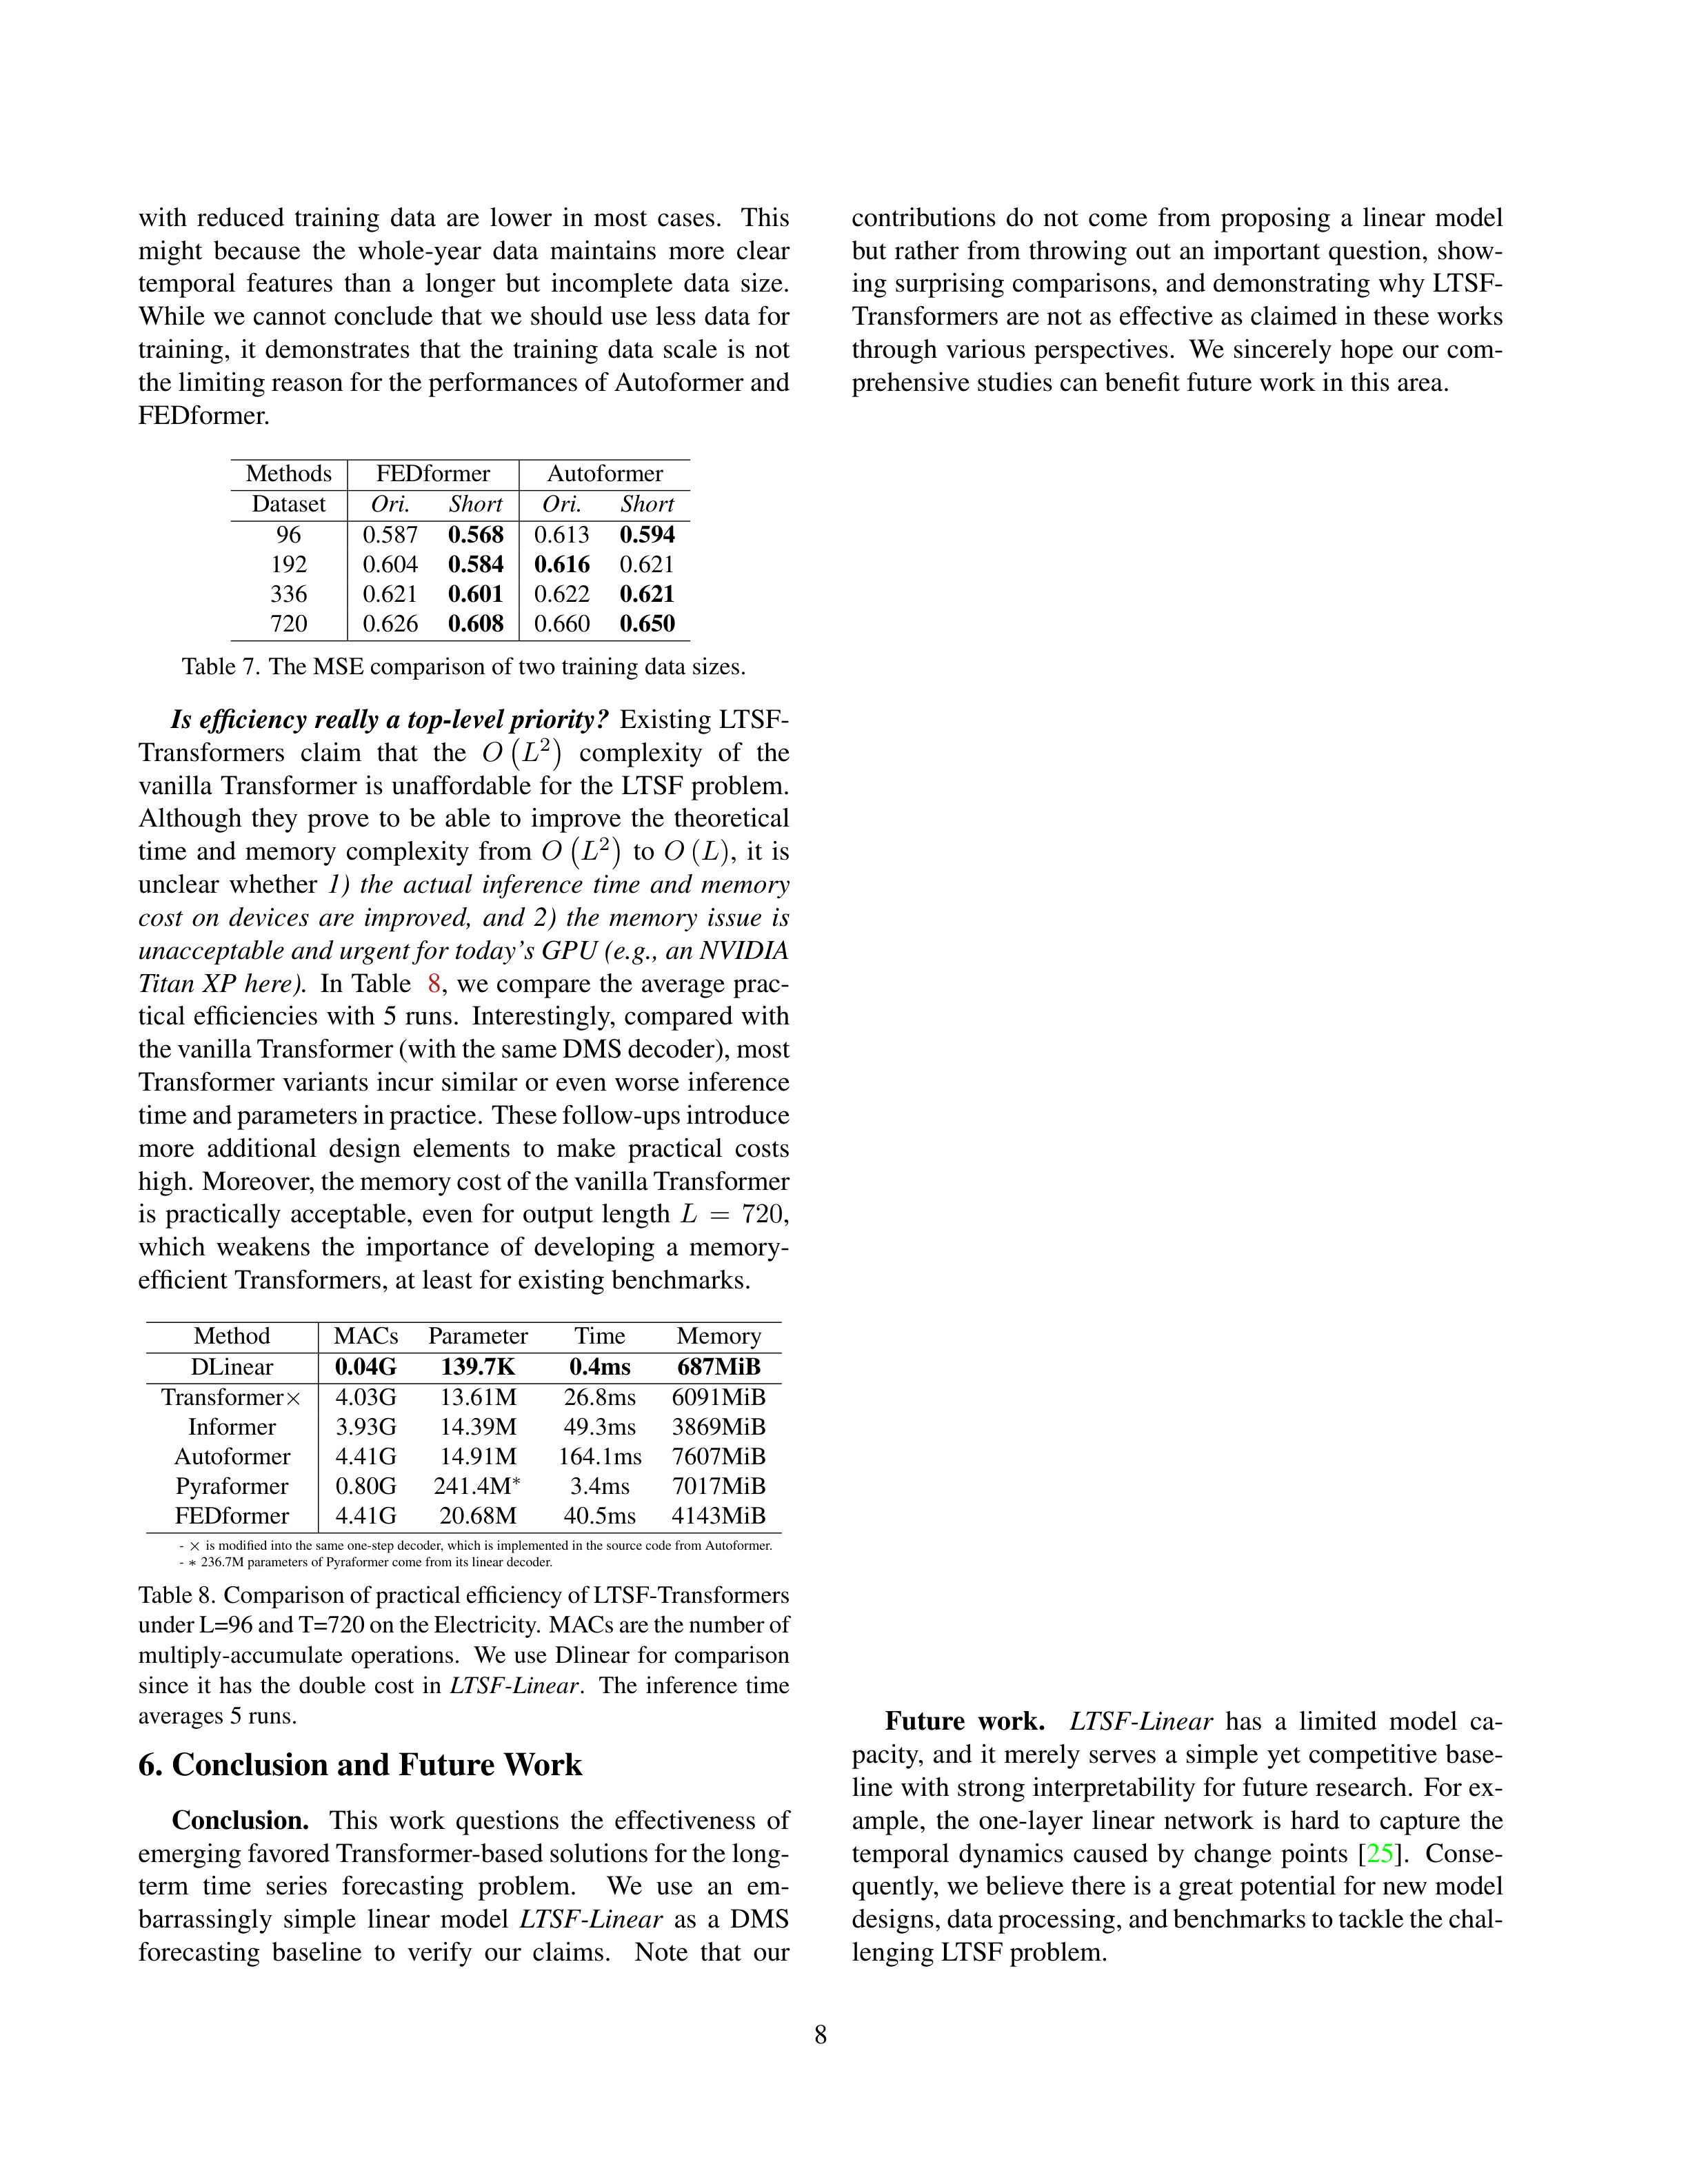 with reduced training data are lower in most cases. This
might because the whole-year data maintains more clear
temporal features than a longer but incomplete data size.
While we cannot conclude that we should use less data for
training, it demonstrates that the training data scale is not
the limiting reason for the performances of Autoformer and
FEDformer.
Methods FEDformer Autoformer
Dataset Ori. Short Ori. Short
96 0.587 0.568 0.613 0.594
192 0.604 0.584 0.616 0.621
336 0.621 0.601 0.622 0.621
720 0.626 0.608 0.660 0.650
Table 7. The MSE comparison of two training data sizes.
Is efficiency really a top-level priority? Existing LTSF-
Transformers claim that the O (L²) complexity of the
vanilla Transformer is unaffordable for the LTSF problem.
Although they prove to be able to improve the theoretical
time and memory complexity from O (L²) to O (L), it is
unclear whether 1) the actual inference time and memory
cost on devices are improved, and 2) the memory issue is
unacceptable and urgent for today's GPU (e.g., an NVIDIA
Titan XP here). In Table 8, we compare the average prac-
tical efficiencies with 5 runs. Interestingly, compared with
the vanilla Transformer (with the same DMS decoder), most
Transformer variants incur similar or even worse inference
time and parameters in practice. These follow-ups introduce
more additional design elements to make practical costs
high. Moreover, the memory cost of the vanilla Transformer
is practically acceptable, even for output length L = 720,
which weakens the importance of developing a memory-
efficient Transformers, at least for existing benchmarks.
Method MACs Parameter Time Memory
DLinear 0.04G 139.7K 0.4ms 687MiB
Transformer× 4.03G 13.61M 26.8ms 6091MiB
Informer 3.93G 14.39M 49.3ms 3869MiB
Autoformer 4.41G 14.91M 164.1ms 7607MiB
Pyraformer 0.80G 241.4M* 3.4ms 7017MiB
FEDformer 4.41G 20.68M 40.5ms 4143MiB
- × is modified into the same one-step decoder, which is implemented in the source code from Autoformer.
- * 236.7M parameters of Pyraformer come from its linear decoder.
Table 8. Comparison of practical efficiency of LTSF-Transformers
under L=96 and T=720 on the Electricity. MACs are the number of
multiply-accumulate operations. We use Dlinear for comparison
since it has the double cost in LTSF-Linear. The inference time
averages 5 runs.
6. Conclusion and Future Work
Conclusion. This work questions the effectiveness of
emerging favored Transformer-based solutions for the long-
term time series forecasting problem. We use an em-
barrassingly simple linear model LTSF-Linear as a DMS
forecasting baseline to verify our claims. Note that our
contributions do not come from proposing a linear model
but rather from throwing out an important question, show-
ing surprising comparisons, and demonstrating why LTSF-
Transformers are not as effective as claimed in these works
through various perspectives. We sincerely hope our com-
prehensive studies can benefit future work in this area.
Future work. LTSF-Linear has a limited model ca-
pacity, and it merely serves a simple yet competitive base-
line with strong interpretability for future research. For ex-
ample, the one-layer linear network is hard to capture the
temporal dynamics caused by change points [25]. Conse-
quently, we believe there is a great potential for new model
designs, data processing, and benchmarks to tackle the chal-
lenging LTSF problem.
8